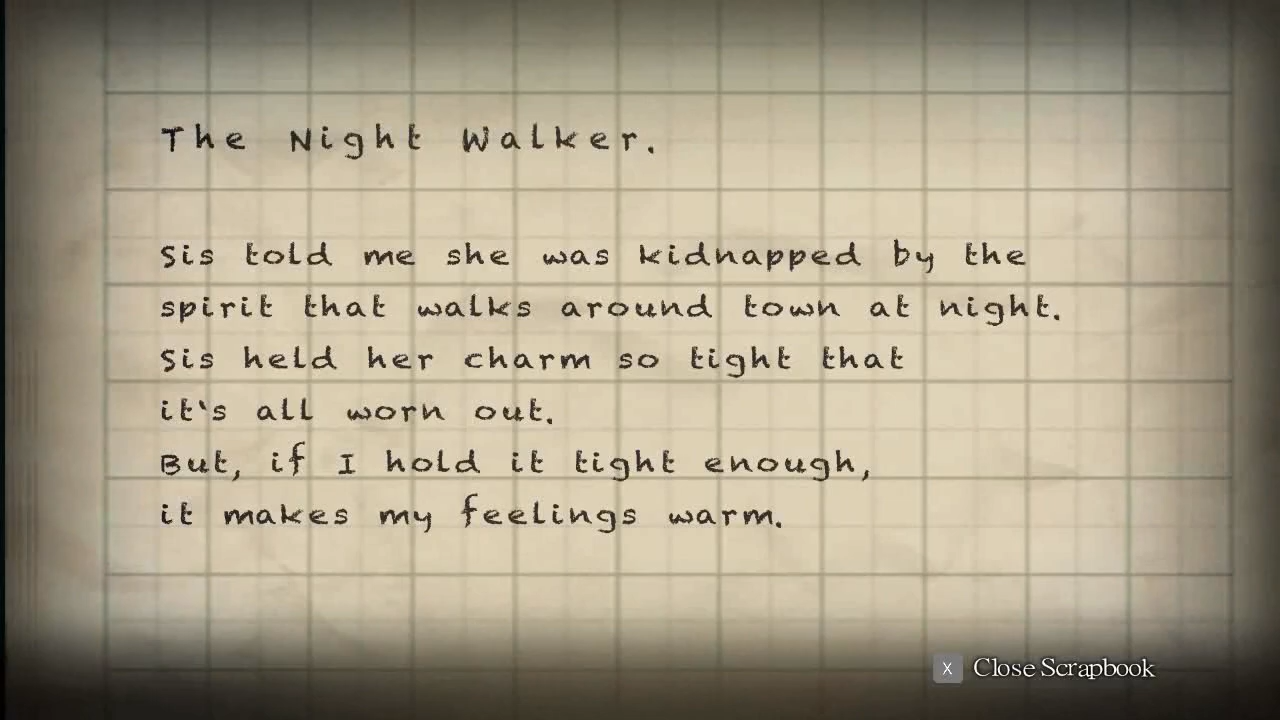 The Night Walker.
Sis told me she was kidnapped by the
spirit that walks around town at night.
Sis held her charm so tight that
it's all worn out.
But, if I hold it tight enough,
it makes my feelings warm.
X Close Scrapbook